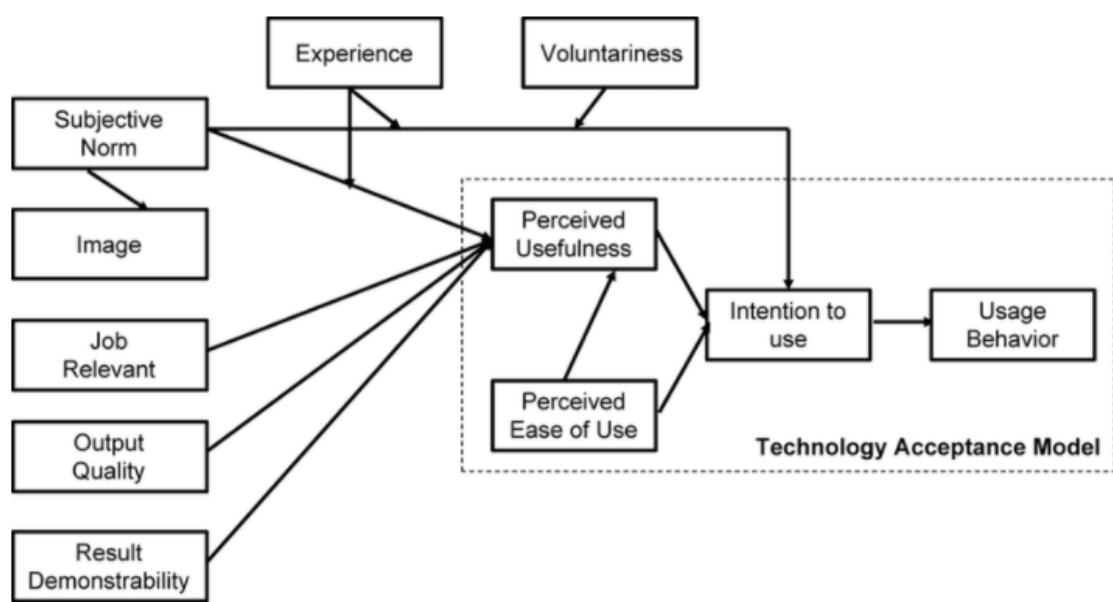 Experience
Voluntariness
Subjective
Norm
Image
Perceived
Usefulness
Job
Relevant
Intention to
use
Usage
Behavior
Perceived
Ease of Use
Output
Quality
Technology Acceptance Model
Result
Demonstrability